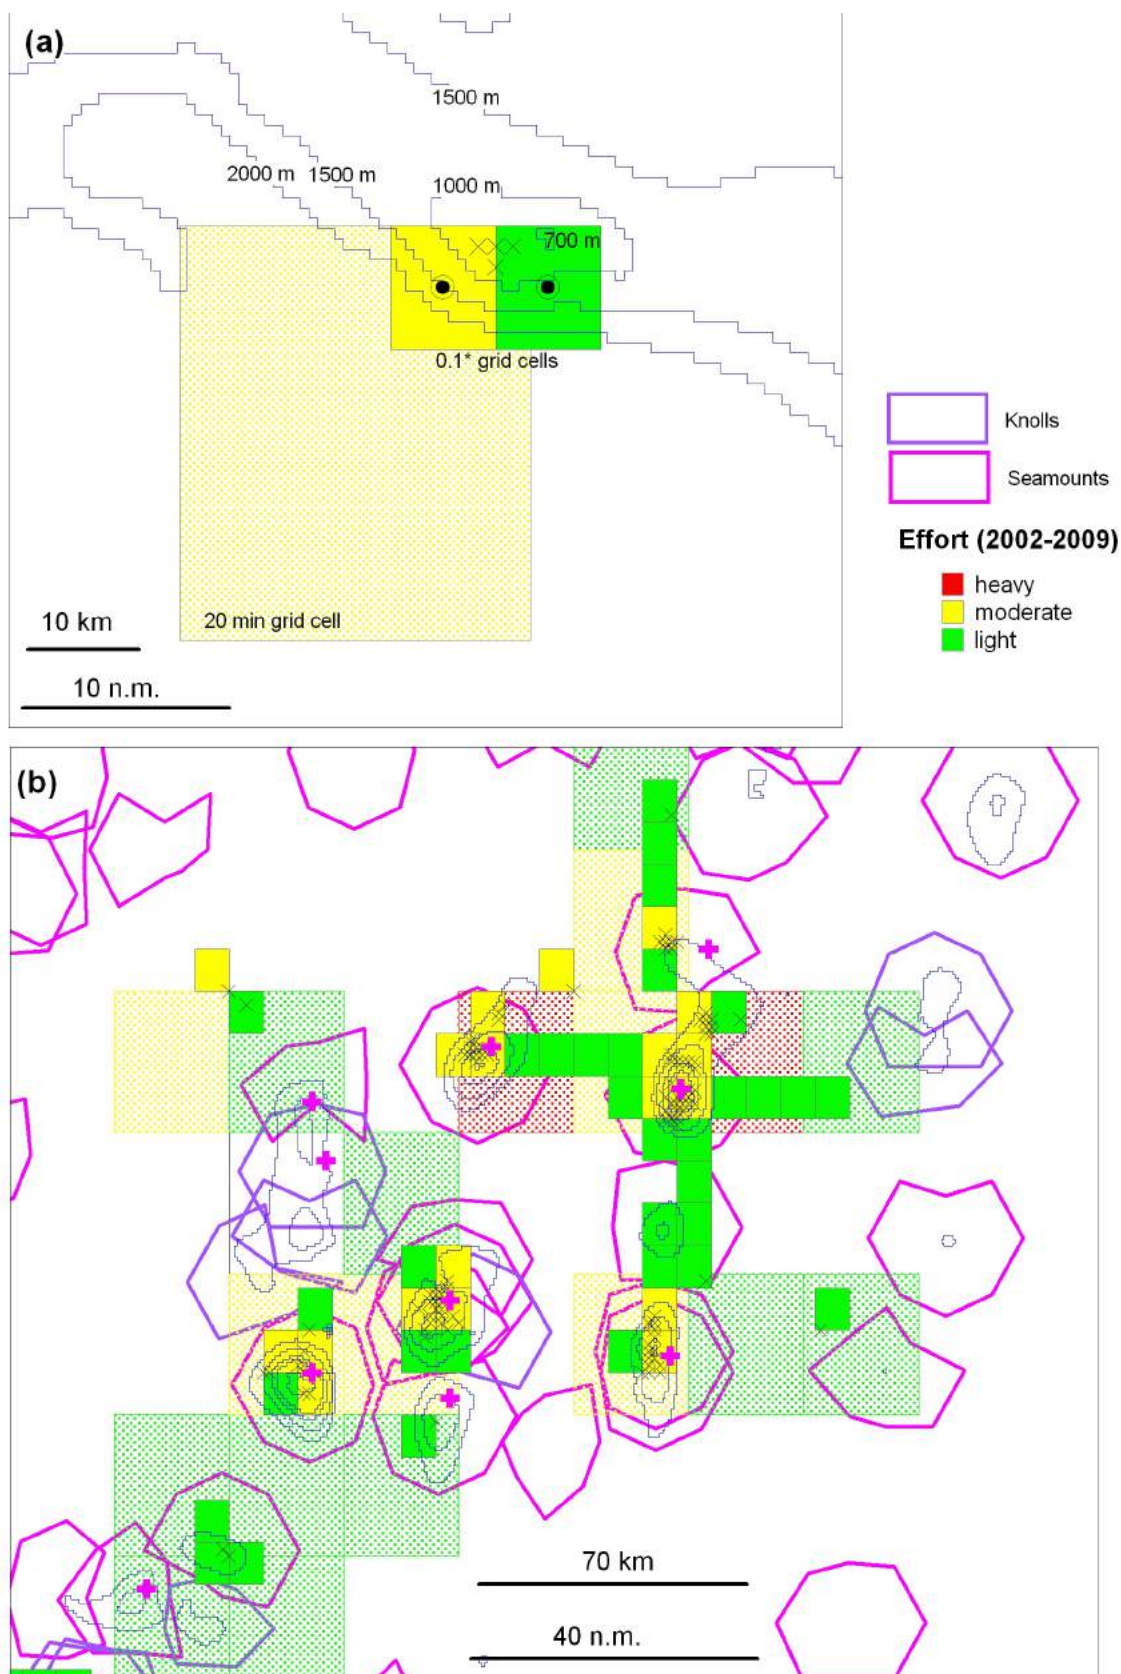 (a)
1500 m
2000 m
1500 m
1000 m
700 m
0.1* grid cells
20 min grid cell
10 km
10 n.m.
Knolls
Seamounts
Effort (2002-2009)
heavy
moderate
light
(b)
70 km
40 n.m.